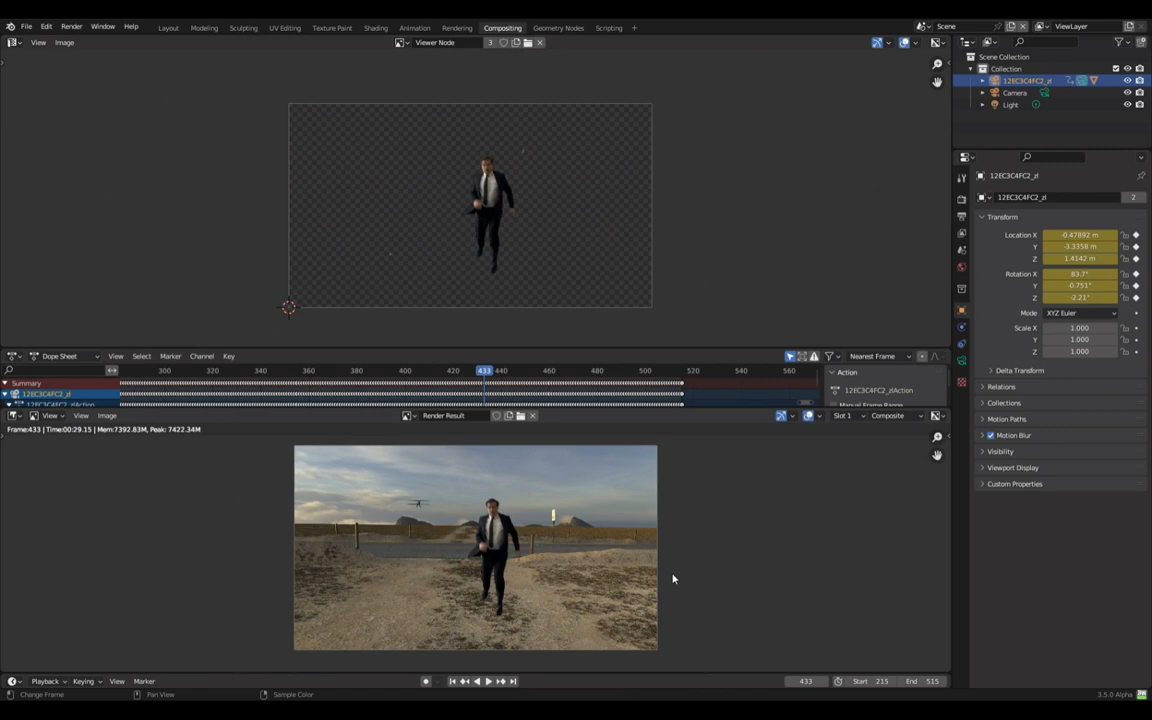 File Edit Render Window Help Layout Modeling Sculpting UV Editing Texture Paint Shading Animation Rendering Compositing Geometry Nodes Scripting + Scene ViewLayer
View Image Viewer Node 3
Scene Collection
Collection
12EC3C4FC2_zl
Camera
Light
12EC3C4FC2_zl
12EC3C4FC2_zl 2
Transform
Location X -0.47892 m
Y -3.3358 m
Z 1.4142 m
Rotation X 83.7°
Y -0.751°
Z -2.21°
Mode XYZ Euler
Scale X 1.000
Y 1.000
Z 1.000
Delta Transform
Relations
Collections
Motion Paths
Motion Blur
Visibility
Viewport Display
Custom Properties
Dope Sheet View Select Marker Channel Key Nearest Frame
300 320 340 360 380 400 420 433 440 460 480 500 520 540 560
Action
Summary
12EC3C4FC2_zl
12EC3C4FC2_zlAction
12EC3C4FC2_zlAction
View View Image Render Result Slot 1 Composite
Frame:433 | Time:00:29.15 | Mem:7392.83M, Peak: 7422.34M
Playback Keying View Marker 433 Start 215 End 515
Change Frame Pan View Sample Color 3.5.0 Alpha